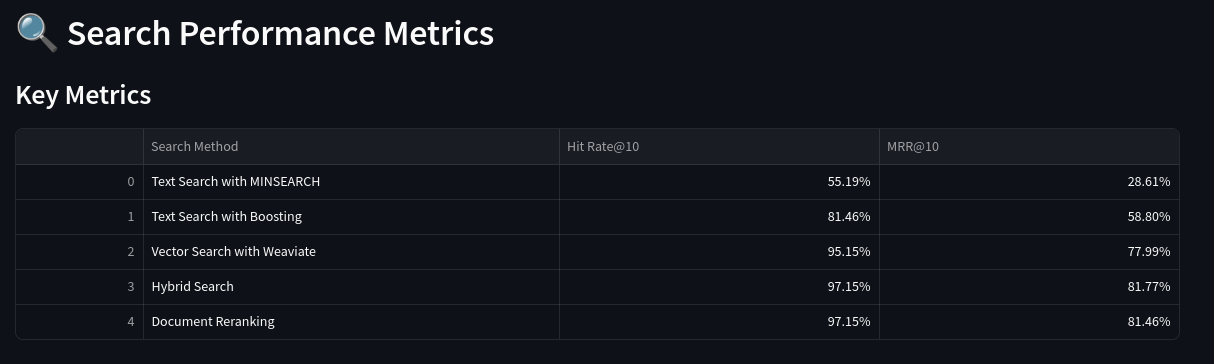 🔍 Search Performance Metrics
Key Metrics
Search Method Hit Rate@10 MRR@10
0 Text Search with MINSEARCH 55.19% 28.61%
1 Text Search with Boosting 81.46% 58.80%
2 Vector Search with Weaviate 95.15% 77.99%
3 Hybrid Search 97.15% 81.77%
4 Document Reranking 97.15% 81.46%